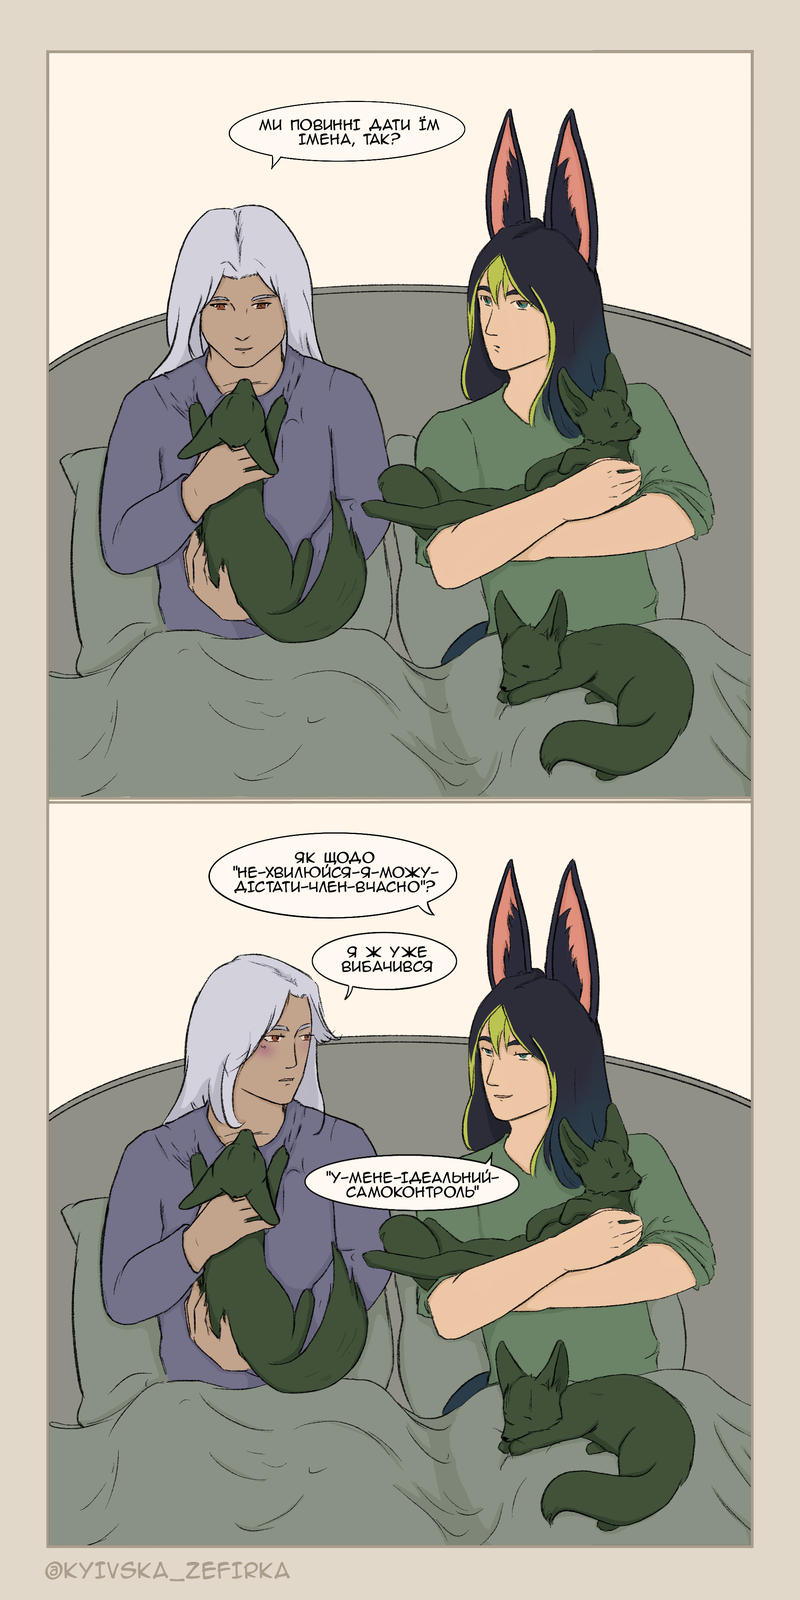 МИ ПОВИННІ ДАТИ ЇМ
ІМЕНА, ТАК?
ЯК ЩОДО
"НЕ-ХВИЛЮЙСЯ-Я-МОЖУ-
ДІСТАТИ-ЧЛЕН-ВЧАСНО"?
Я Ж УЖЕ
ВИБАЧИВСЯ
"У-МЕНЕ-ІДЕАЛЬНИЙ-
САМОКОНТРОЛЬ"
@KYIVSKA_ZEFIRKA